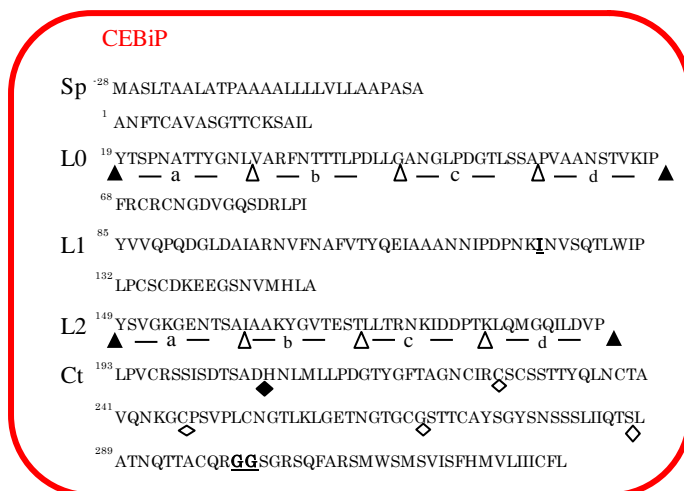 CEBiP
Sp -28 MASLTAALATPAAAALLLLVLLAAPASA
1 ANFTCAVASGTTCKSAIL
L0 19 YTSPNATTYGNLVARFNTTTLPDLLGANGLPDGTLSSAPVAANSTVKIP
a b c d
68 FRCRCNGDVGQSDRLPI
L1 85 YVVQPQDGLDAIARNVFNAFVTYQEIAAANNIPDPNKINVSQTLWIP
132 LPCSCDKEEGSNVMHLA
L2 149 YSVGKGENTSAIAAKYGVTESTLLTRNKIDDPTKLQMGQILDVP
a b c d
Ct 193 LPVCRSSISDTSADHNLMLLPDGTYGFTAGNCIRCSCSSTTYQLNCTA
241 VQNKGCPSVPLCNGTLKLGETNGTGCGSTTCAYSGYSNSSSLIIQTSL
289 ATNQTTACQRGGSGRSQFARSMWSMSVISFHMVLIIICFL